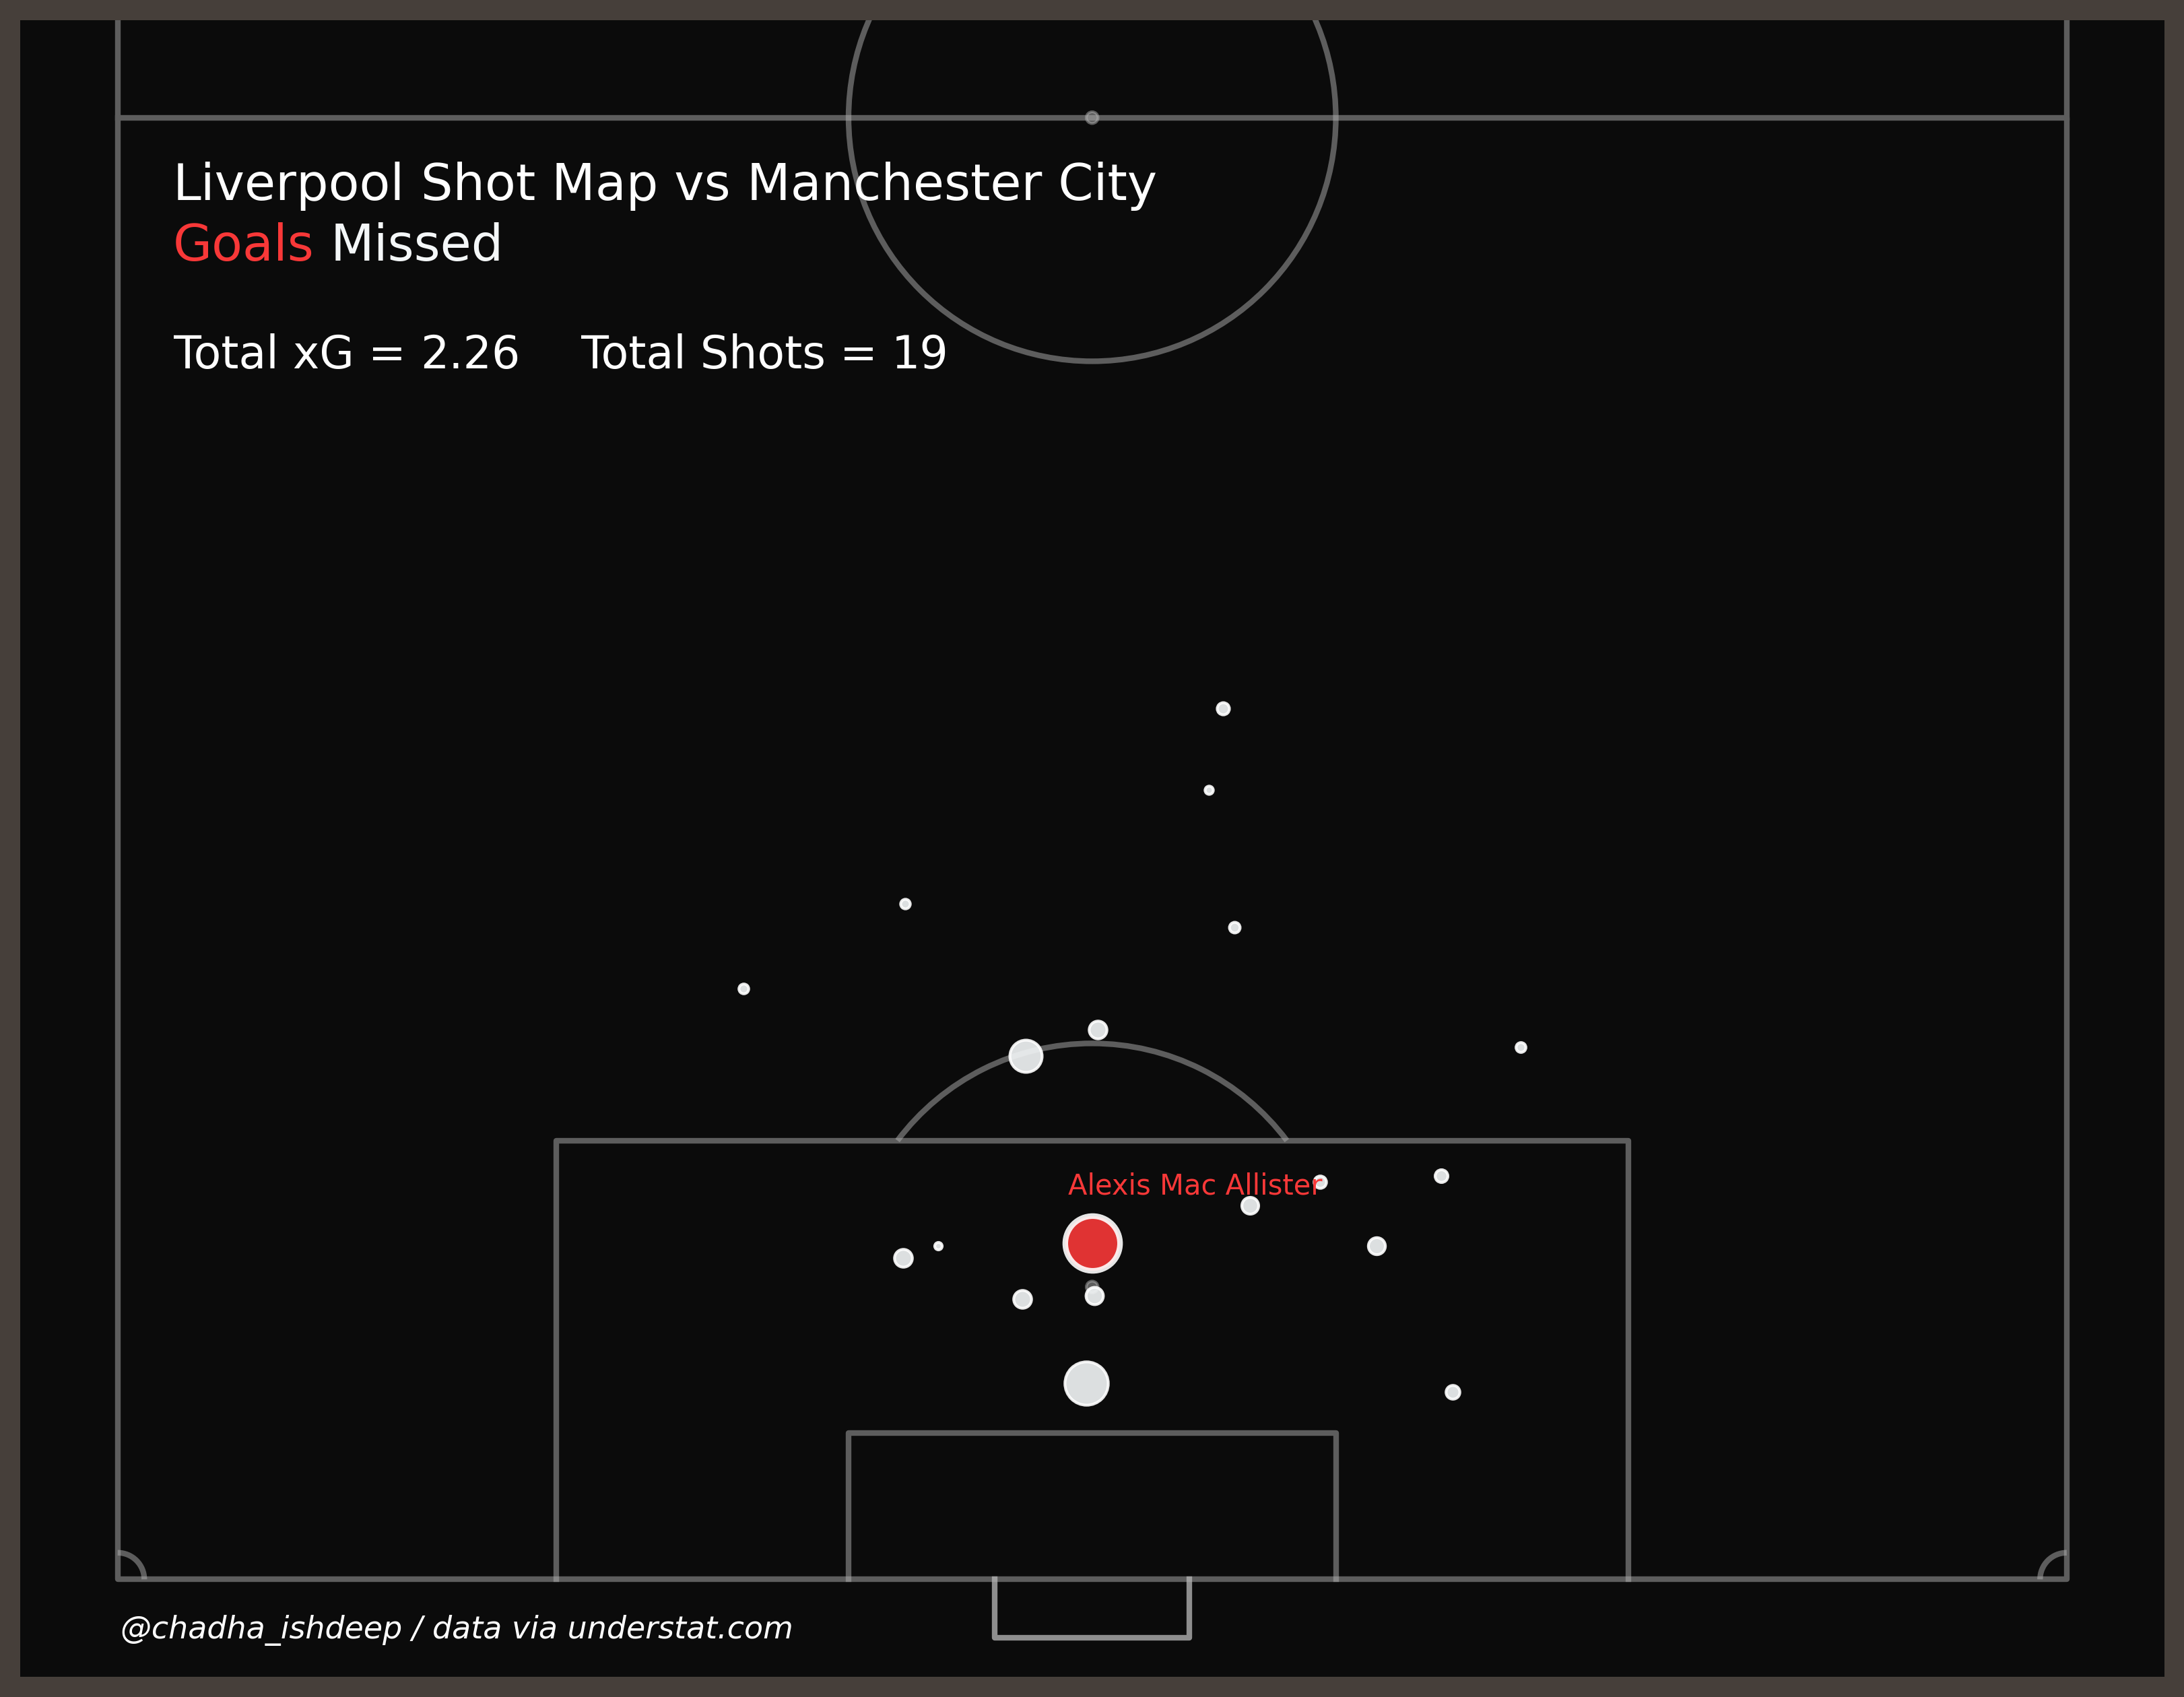 Liverpool Shot Map vs Manchester City
Goals Missed
Total xG = 2.26 Total Shots = 19
Alexis Mac Allister
@chadha_ishdeep / data via understat.com